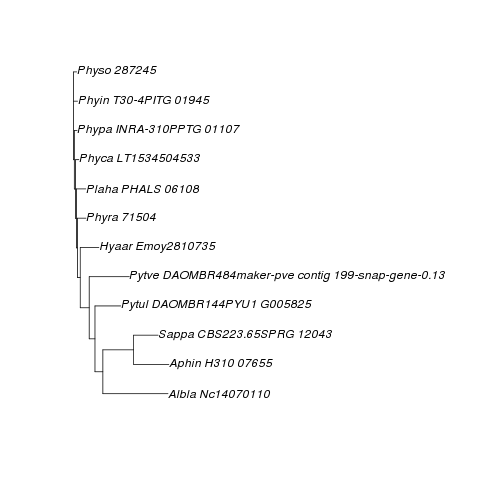 Physo 287245
Phyin T30-4PITG 01945
Phypa INRA-310PPTG 01107
Phyca LT1534504533
Plaha PHALS 06108
Phyra 71504
Hyaar Emoy2810735
Pytve DAOMBR484maker-pve contig 199-snap-gene-0.13
Pytul DAOMBR144PYU1 G005825
Sappa CBS223.65SPRG 12043
Aphin H310 07655
Albla Nc14070110